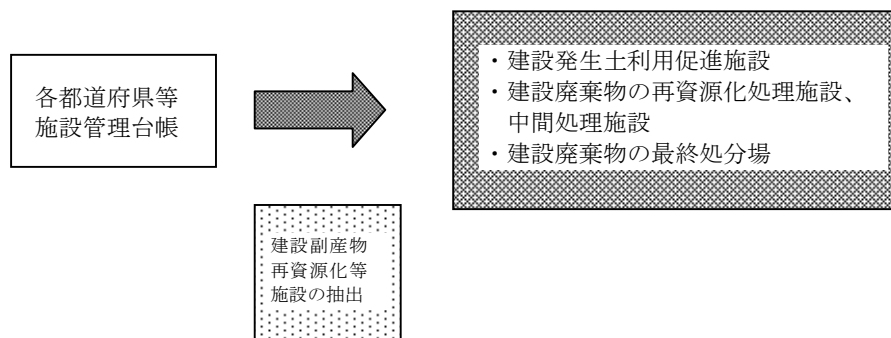 各都道府県等
施設管理台帳
・建設発生土利用促進施設
・建設廃棄物の再資源化処理施設、
中間処理施設
・建設廃棄物の最終処分場
建設副産物
再資源化等
施設の抽出